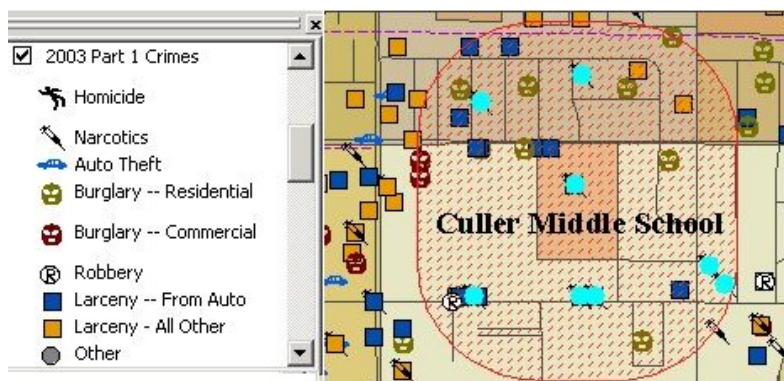 2003 Part 1 Crimes
Homicide
Narcotics
Auto Theft
Burglary -- Residential
Burglary -- Commercial
Robbery
Larceny -- From Auto
Larceny - All Other
Other
Culler Middle School